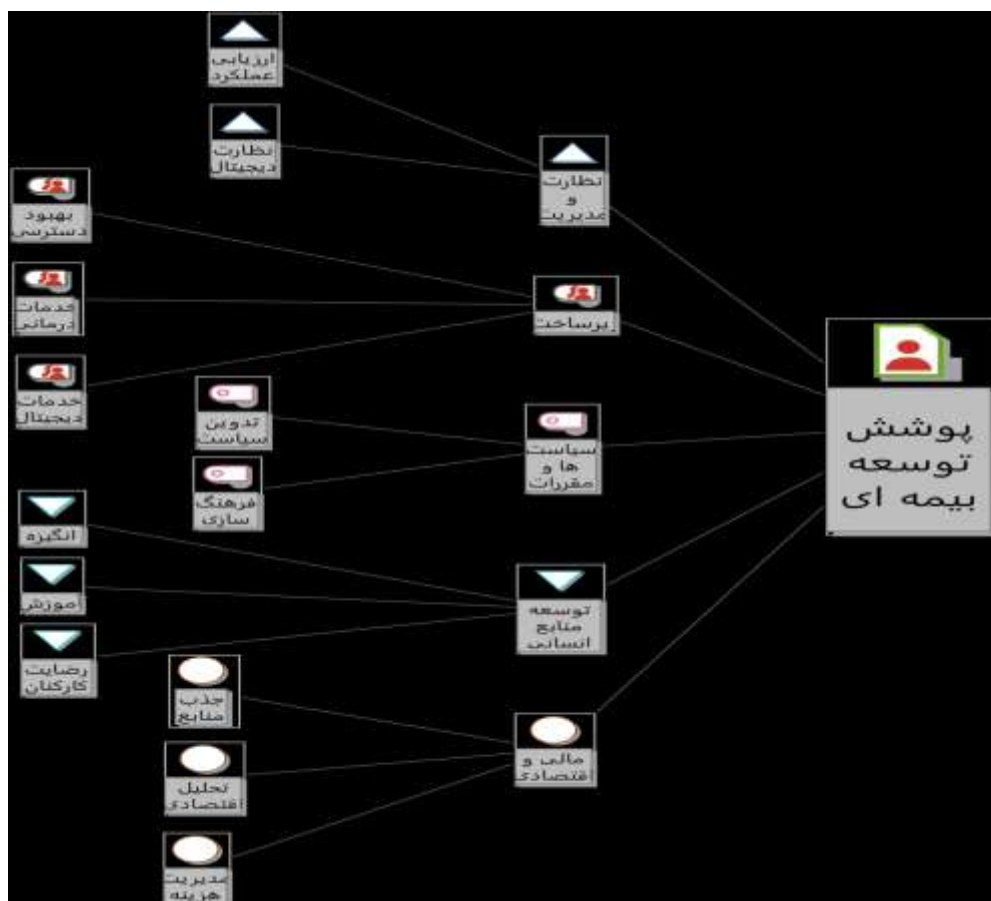 پوشش
توسعه
بیمه ای
نظارت
و
مدیریت
ارزیابی
عملکرد
نظارت
دیجیتال
زیرساخت
بهبود
دسترسی
خدمات
درمانی
خدمات
دیجیتال
سیاست
ها و
مقررات
تدوین
سیاست
فرهنگ
سازی
توسعه
منابع
انسانی
انگیزه
آموزش
رضایت
کارکنان
مالی و
اقتصادی
جذب
منابع
تحلیل
اقتصادی
مدیریت
هزینه